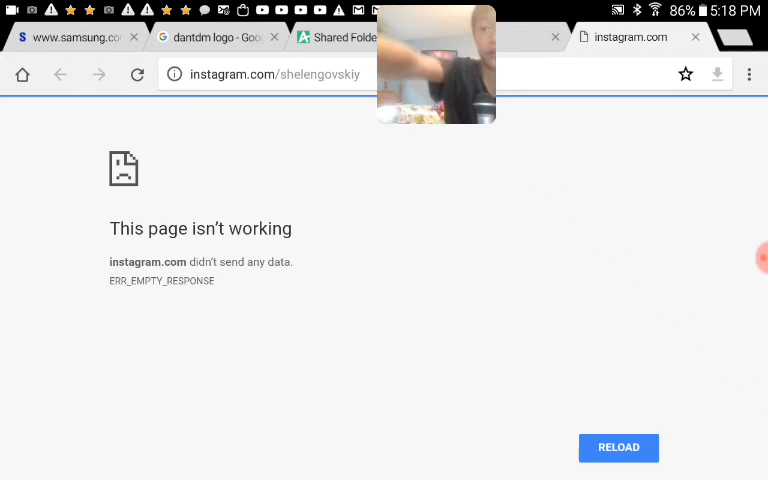 86% 5:18 PM
www.samsung.co
dantdm logo - Goo
Shared Folde
instagram.com
instagram.com/shelengovskiy
This page isn't working
instagram.com didn't send any data.
ERR_EMPTY_RESPONSE
RELOAD